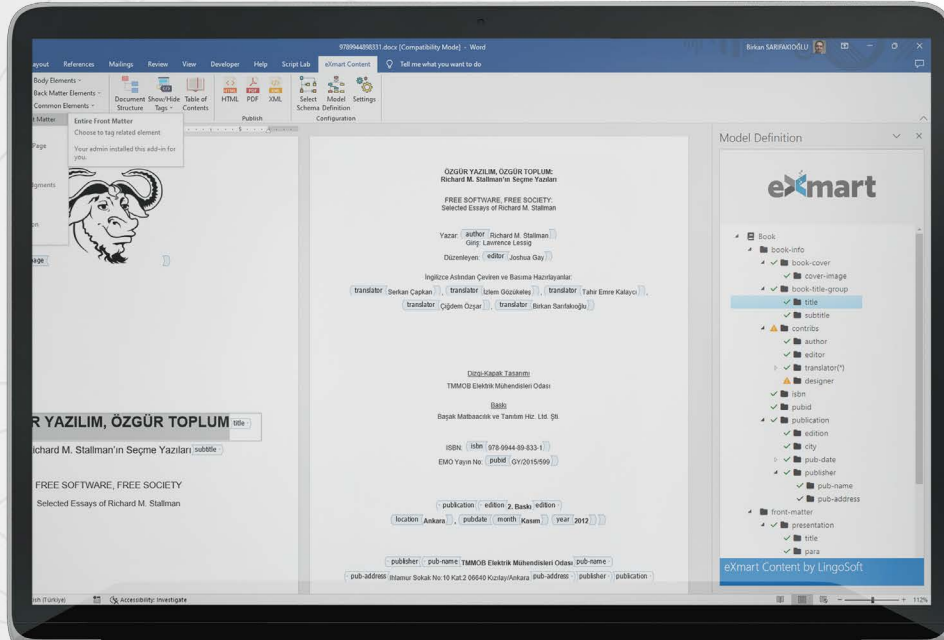 9789944898331.docx [Compatibility Mode] - Word
Birkan SARIFAKIOĞLU
ayout References Mailings Review View Developer Help Script Lab eXmart Content Tell me what you want to do
Body Elements
Back Matter Elements
Common Elements
Document Structure
Show/Hide Tags
Table of Contents
HTML PDF XML
Select Schema
Model Definition
Settings
Publish
Configuration
t Matter
Entire Front Matter
Choose to tag related element
Your admin installed this add-in for you.
Page
gments
on
age
R YAZILIM, ÖZGÜR TOPLUM title
ichard M. Stallman'ın Seçme Yazıları subtitle
FREE SOFTWARE, FREE SOCIETY
Selected Essays of Richard M. Stallman
ÖZGÜR YAZILIM, ÖZGÜR TOPLUM:
Richard M. Stallman'ın Seçme Yazıları
FREE SOFTWARE, FREE SOCIETY:
Selected Essays of Richard M. Stallman
Yazar: author Richard M. Stallman
Giriş: Lawrence Lessig
Düzenleyen: editor Joshua Gay
İngilizce Aslından Çeviren ve Basıma Hazırlayanlar:
translator Serkan Çapkan, translator İzlem Gözükeleş, translator Tahir Emre Kalaycı,
translator Çiğdem Özşar, translator Birkan Sarıfakıoğlu
Dizgi-Kapak Tasarımı
TMMOB Elektrik Mühendisleri Odası
Baskı
Başak Matbaacılık ve Tanıtım Hiz. Ltd. Şti.
ISBN: isbn 978-9944-89-833-1
EMO Yayın No: pubid GY/2015/599
publication edition 2. Baskı edition
location Ankara, pubdate month Kasım year 2012
publisher pub-name TMMOB Elektrik Mühendisleri Odası pub-name
pub-address Ihlamur Sokak No:10 Kat:2 06640 Kızılay/Ankara pub-address publisher publication
Model Definition
eXmart
Book
book-info
book-cover
cover-image
book-title-group
title
subtitle
contribs
author
editor
translator(*)
designer
isbn
pubid
publication
edition
city
pub-date
publisher
pub-name
pub-address
front-matter
presentation
title
para
eXmart Content by LingoSoft
ish (Türkiye) Accessibility: Investigate
112%